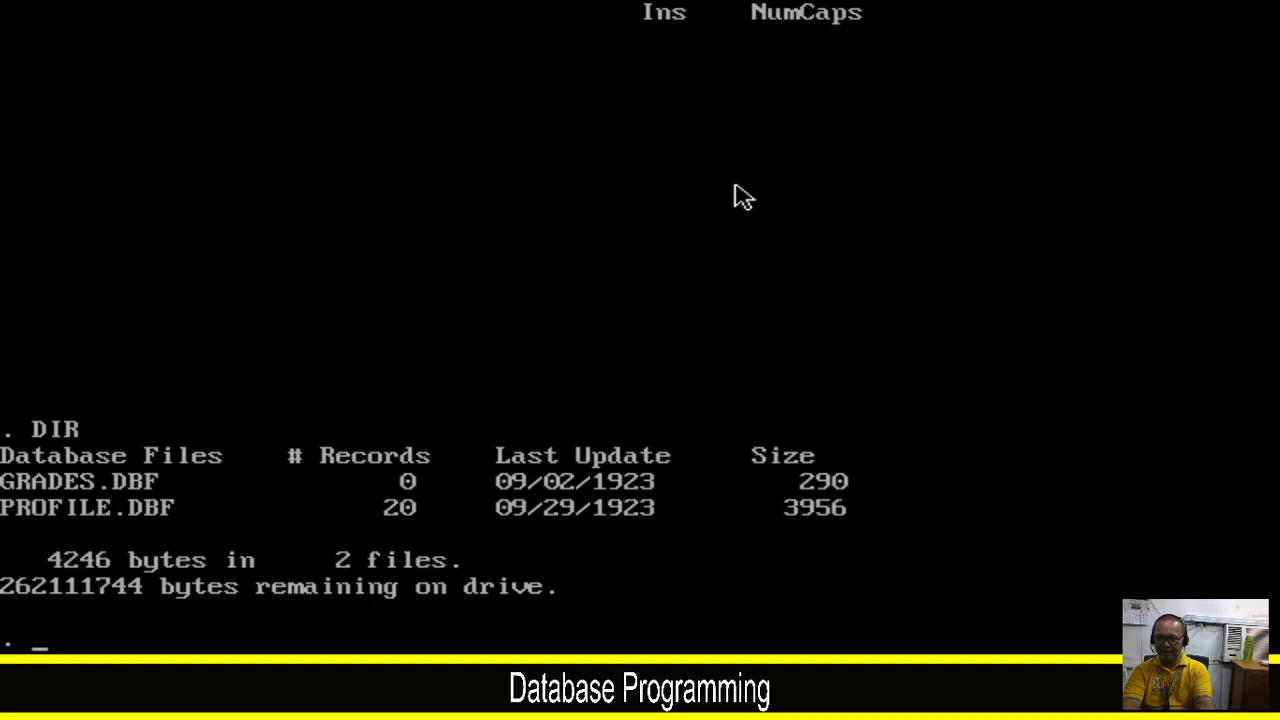 Ins NumCaps
. DIR
Database Files # Records Last Update Size
GRADES.DBF 0 09/02/1923 290
PROFILE.DBF 20 09/29/1923 3956
4246 bytes in 2 files.
262111744 bytes remaining on drive.
. _
Database Programming